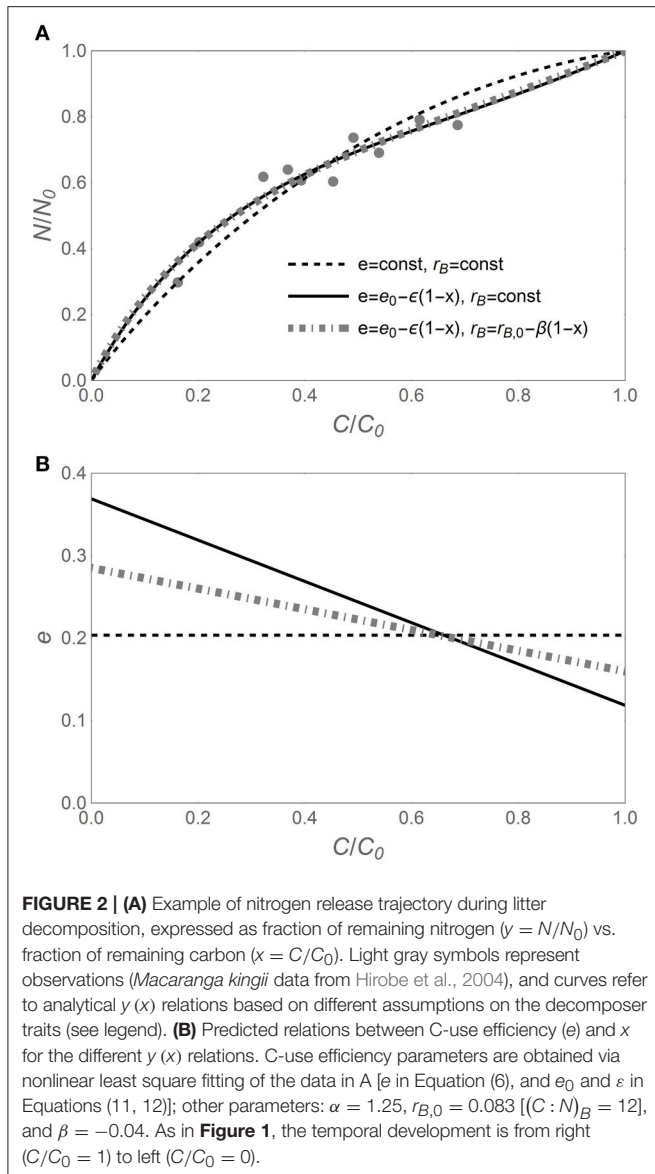 A
1.0
0.8
0.6
0.4
0.2
0.0
N/N₀
e=const, r_B=const
e=e₀−ϵ(1−x), r_B=const
e=e₀−ϵ(1−x), r_B=r_{B,0}−β(1−x)
0.0 0.2 0.4 0.6 0.8 1.0
C/C₀
B
0.4
0.3
0.2
0.1
0.0
e
0.0 0.2 0.4 0.6 0.8 1.0
C/C₀
FIGURE 2 | (A) Example of nitrogen release trajectory during litter
decomposition, expressed as fraction of remaining nitrogen (y = N/N₀) vs.
fraction of remaining carbon (x = C/C₀). Light gray symbols represent
observations (Macaranga kingii data from Hirobe et al., 2004), and curves refer
to analytical y (x) relations based on different assumptions on the decomposer
traits (see legend). (B) Predicted relations between C-use efficiency (e) and x
for the different y (x) relations. C-use efficiency parameters are obtained via
nonlinear least square fitting of the data in A [e in Equation (6), and e₀ and ε in
Equations (11, 12)]; other parameters: α = 1.25, r_{B,0} = 0.083 [(C : N)_B = 12],
and β = −0.04. As in Figure 1, the temporal development is from right
(C/C₀ = 1) to left (C/C₀ = 0).